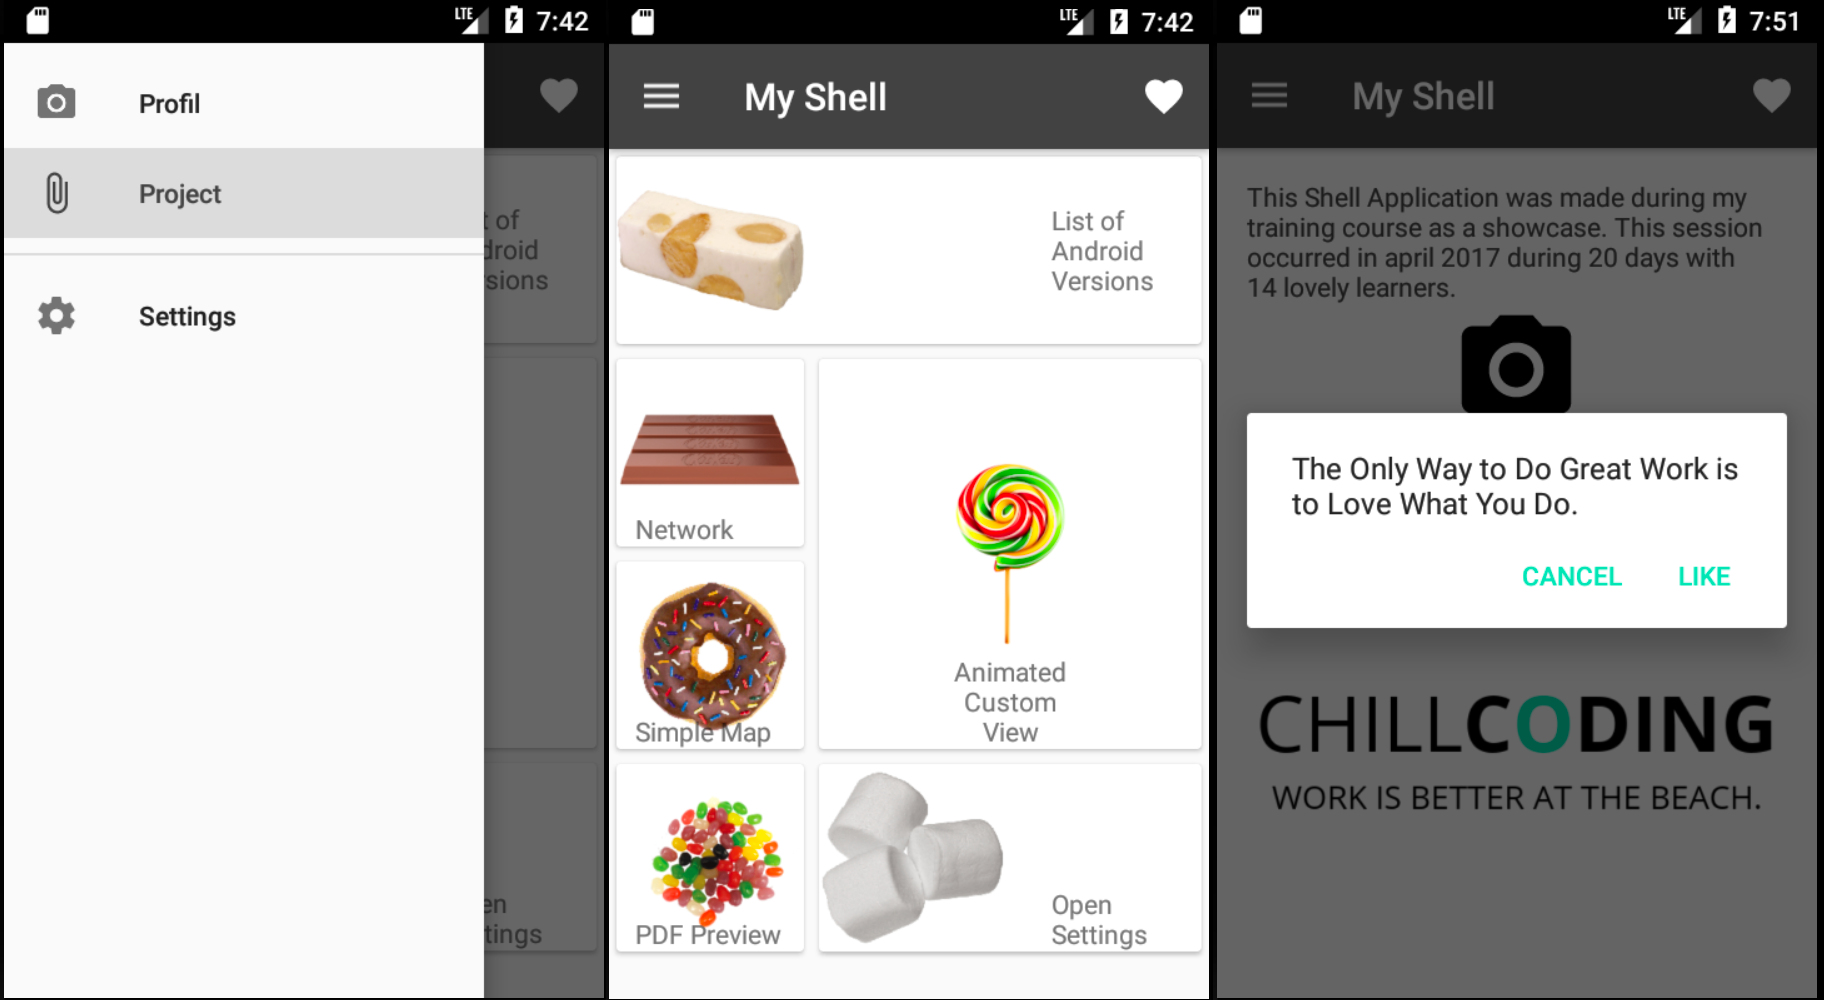 LTE 7:42
Profil
Project
Settings
t of
droid
sions
en
tings
LTE 7:42
My Shell
List of
Android
Versions
Network
Animated
Custom
View
Simple Map
PDF Preview
Open
Settings
LTE 7:51
My Shell
This Shell Application was made during my
training course as a showcase. This session
occurred in april 2017 during 20 days with
14 lovely learners.
The Only Way to Do Great Work is
to Love What You Do.
CANCEL LIKE
CHILLCODING
WORK IS BETTER AT THE BEACH.